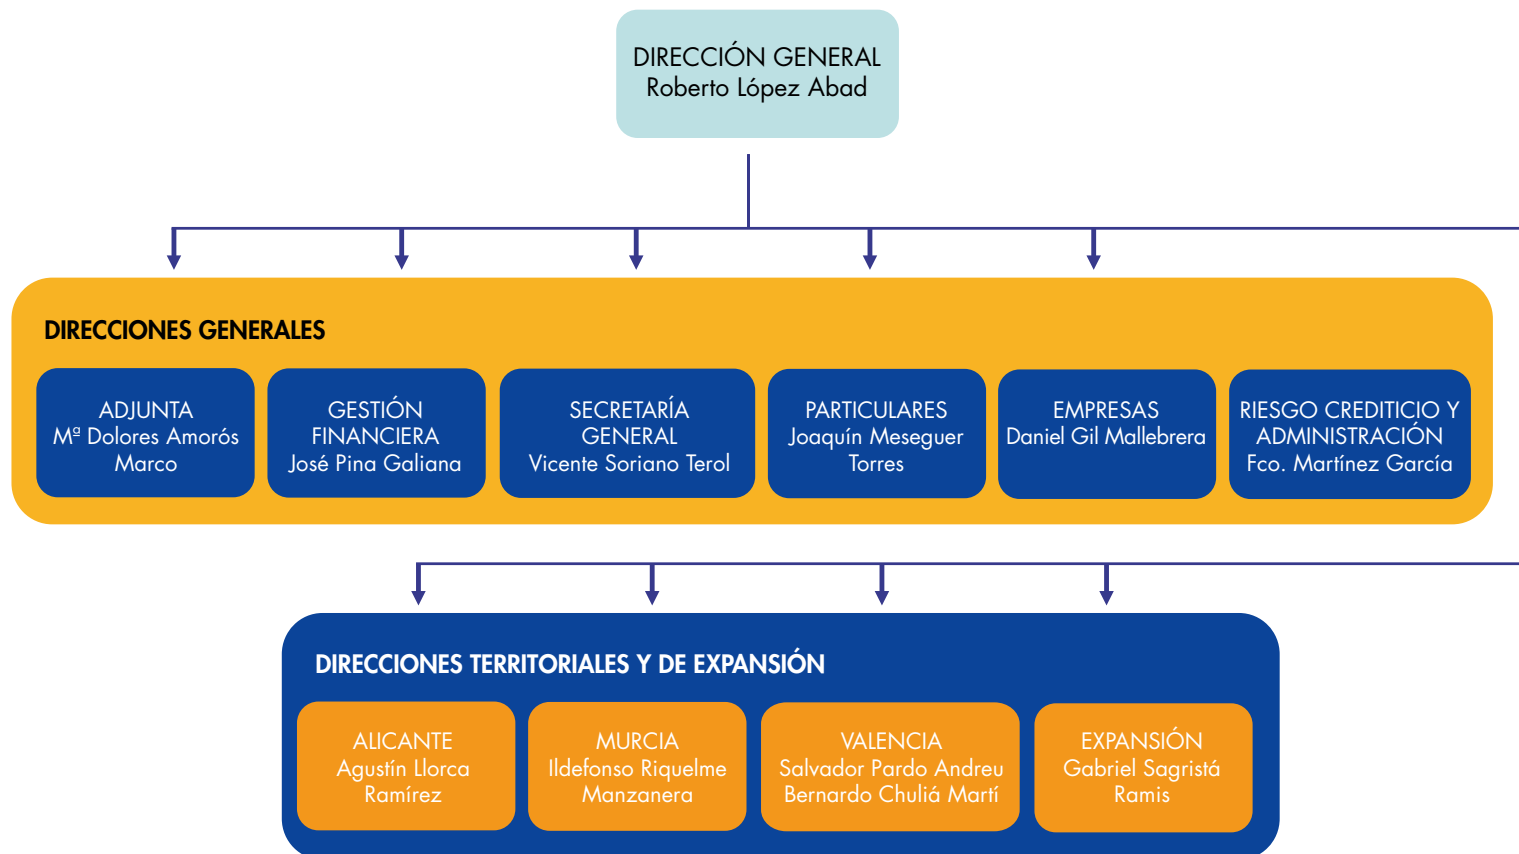 DIRECCIÓN GENERAL
Roberto López Abad
DIRECCIONES GENERALES
ADJUNTA
Mª Dolores Amorós
Marco
GESTIÓN
FINANCIERA
José Pina Galiana
SECRETARÍA
GENERAL
Vicente Soriano Terol
PARTICULARES
Joaquín Meseguer
Torres
EMPRESAS
Daniel Gil Mallebrera
RIESGO CREDITICIO Y
ADMINISTRACIÓN
Fco. Martínez García
DIRECCIONES TERRITORIALES Y DE EXPANSIÓN
ALICANTE
Agustín Llorca
Ramírez
MURCIA
Ildefonso Riquelme
Manzanera
VALENCIA
Salvador Pardo Andreu
Bernardo Chuliá Martí
EXPANSIÓN
Gabriel Sagristá
Ramis